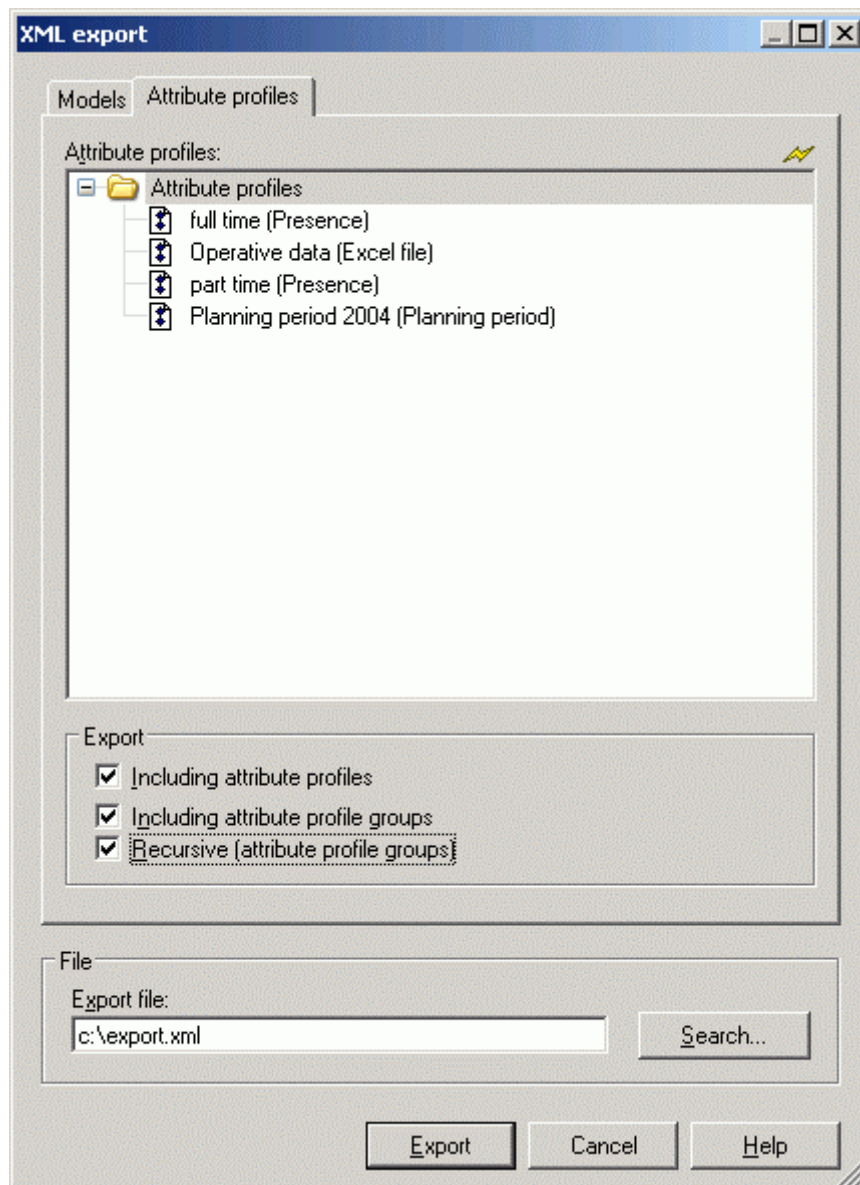 XML export
Models Attribute profiles
Attribute profiles:
Attribute profiles
full time (Presence)
Operative data (Excel file)
part time (Presence)
Planning period 2004 (Planning period)
Export
Including attribute profiles
Including attribute profile groups
Recursive (attribute profile groups)
File
Export file:
c:\export.xml Search...
Export Cancel Help